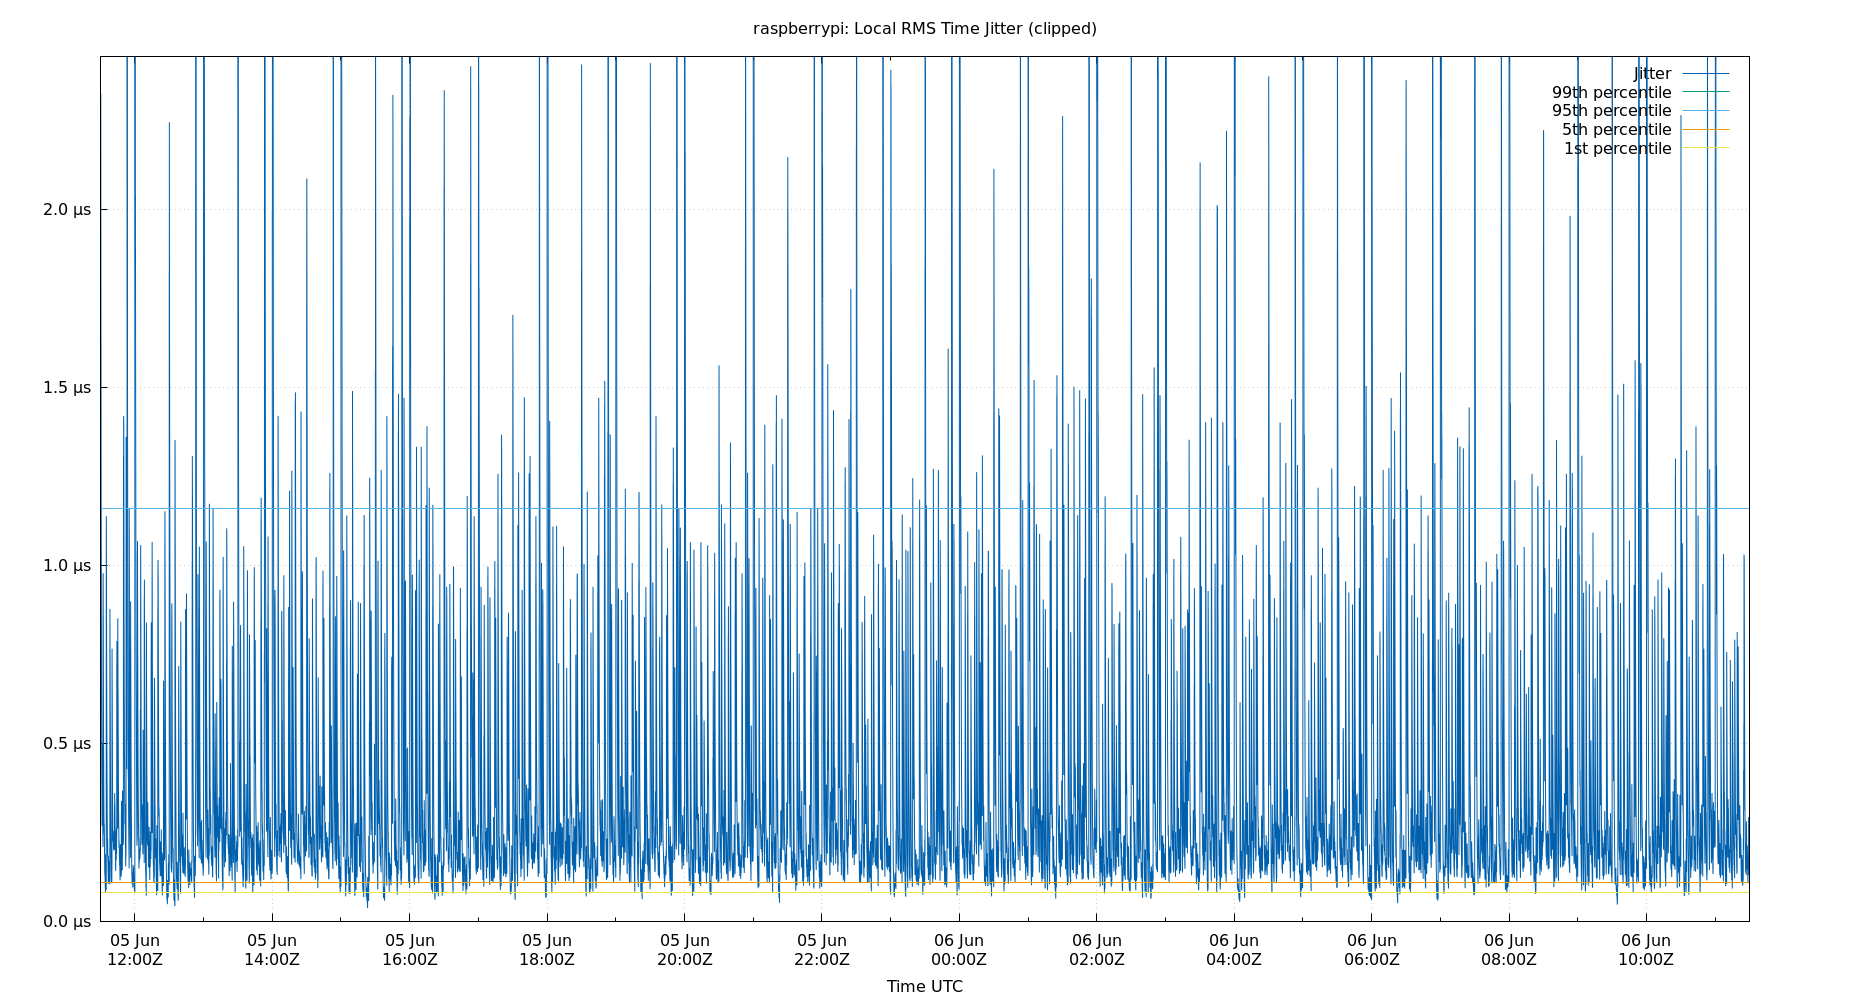 raspberrypi: Local RMS Time Jitter (clipped)
Jitter
99th percentile
95th percentile
5th percentile
1st percentile
2.0 μs
1.5 μs
1.0 μs
0.5 μs
0.0 μs
05 Jun 05 Jun 05 Jun 05 Jun 05 Jun 05 Jun 06 Jun 06 Jun 06 Jun 06 Jun 06 Jun 06 Jun
12:00Z 14:00Z 16:00Z 18:00Z 20:00Z 22:00Z 00:00Z 02:00Z 04:00Z 06:00Z 08:00Z 10:00Z
Time UTC